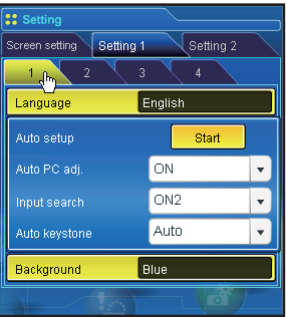 Setting
Screen setting Setting 1 Setting 2
1 2 3 4
Language English
Auto setup Start
Auto PC adj. ON
Input search ON2
Auto keystone Auto
Background Blue